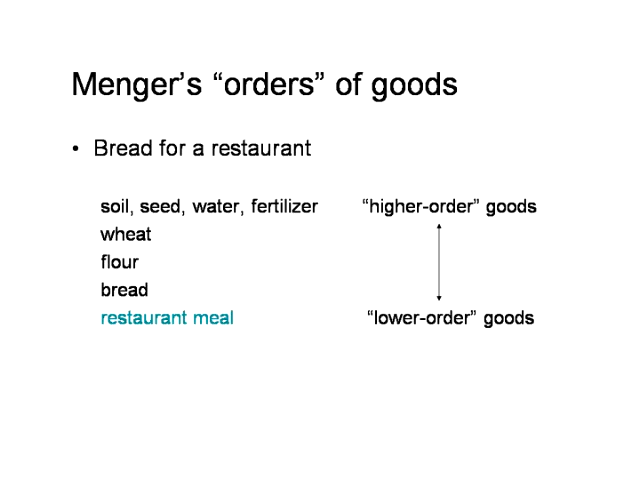 Menger’s “orders” of goods
• Bread for a restaurant
soil, seed, water, fertilizer “higher-order” goods
wheat
flour
bread
restaurant meal “lower-order” goods